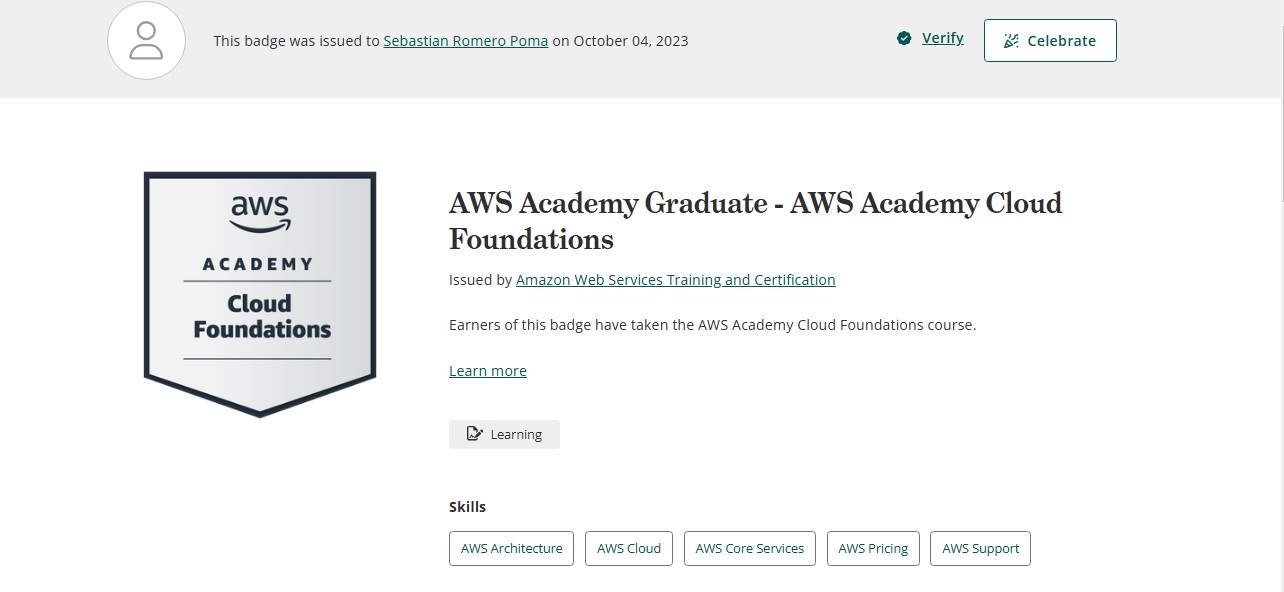 This badge was issued to Sebastian Romero Poma on October 04, 2023
Verify
Celebrate
aws
ACADEMY
Cloud
Foundations
AWS Academy Graduate - AWS Academy Cloud
Foundations
Issued by Amazon Web Services Training and Certification
Earners of this badge have taken the AWS Academy Cloud Foundations course.
Learn more
Learning
Skills
AWS Architecture AWS Cloud AWS Core Services AWS Pricing AWS Support